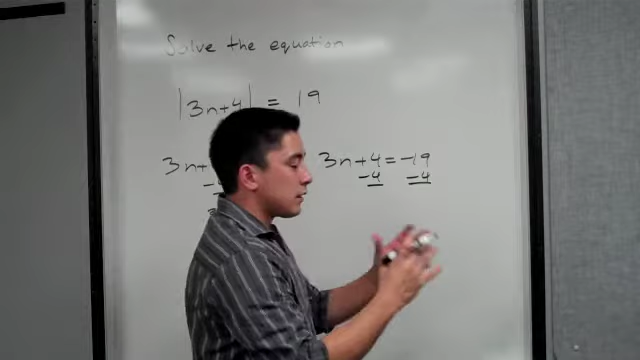 Solve the equation
|3n+4| = 19
3n+ 3n+4=-19
-4 -4